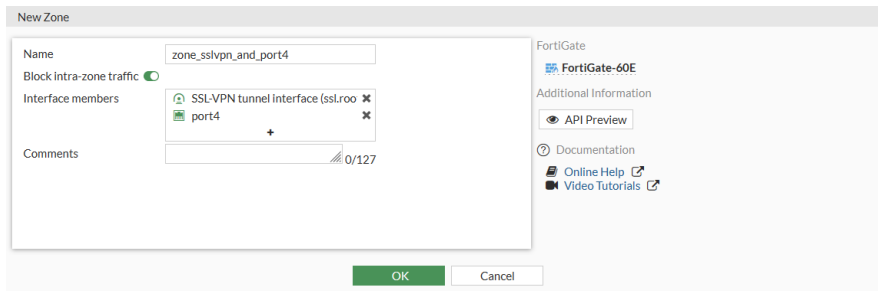 New Zone
Name
zone_sslvpn_and_port4
Block intra-zone traffic
Interface members
SSL-VPN tunnel interface (ssl.roo
port4
+
Comments
0/127
OK
Cancel
FortiGate
FortiGate-60E
Additional Information
API Preview
Documentation
Online Help
Video Tutorials